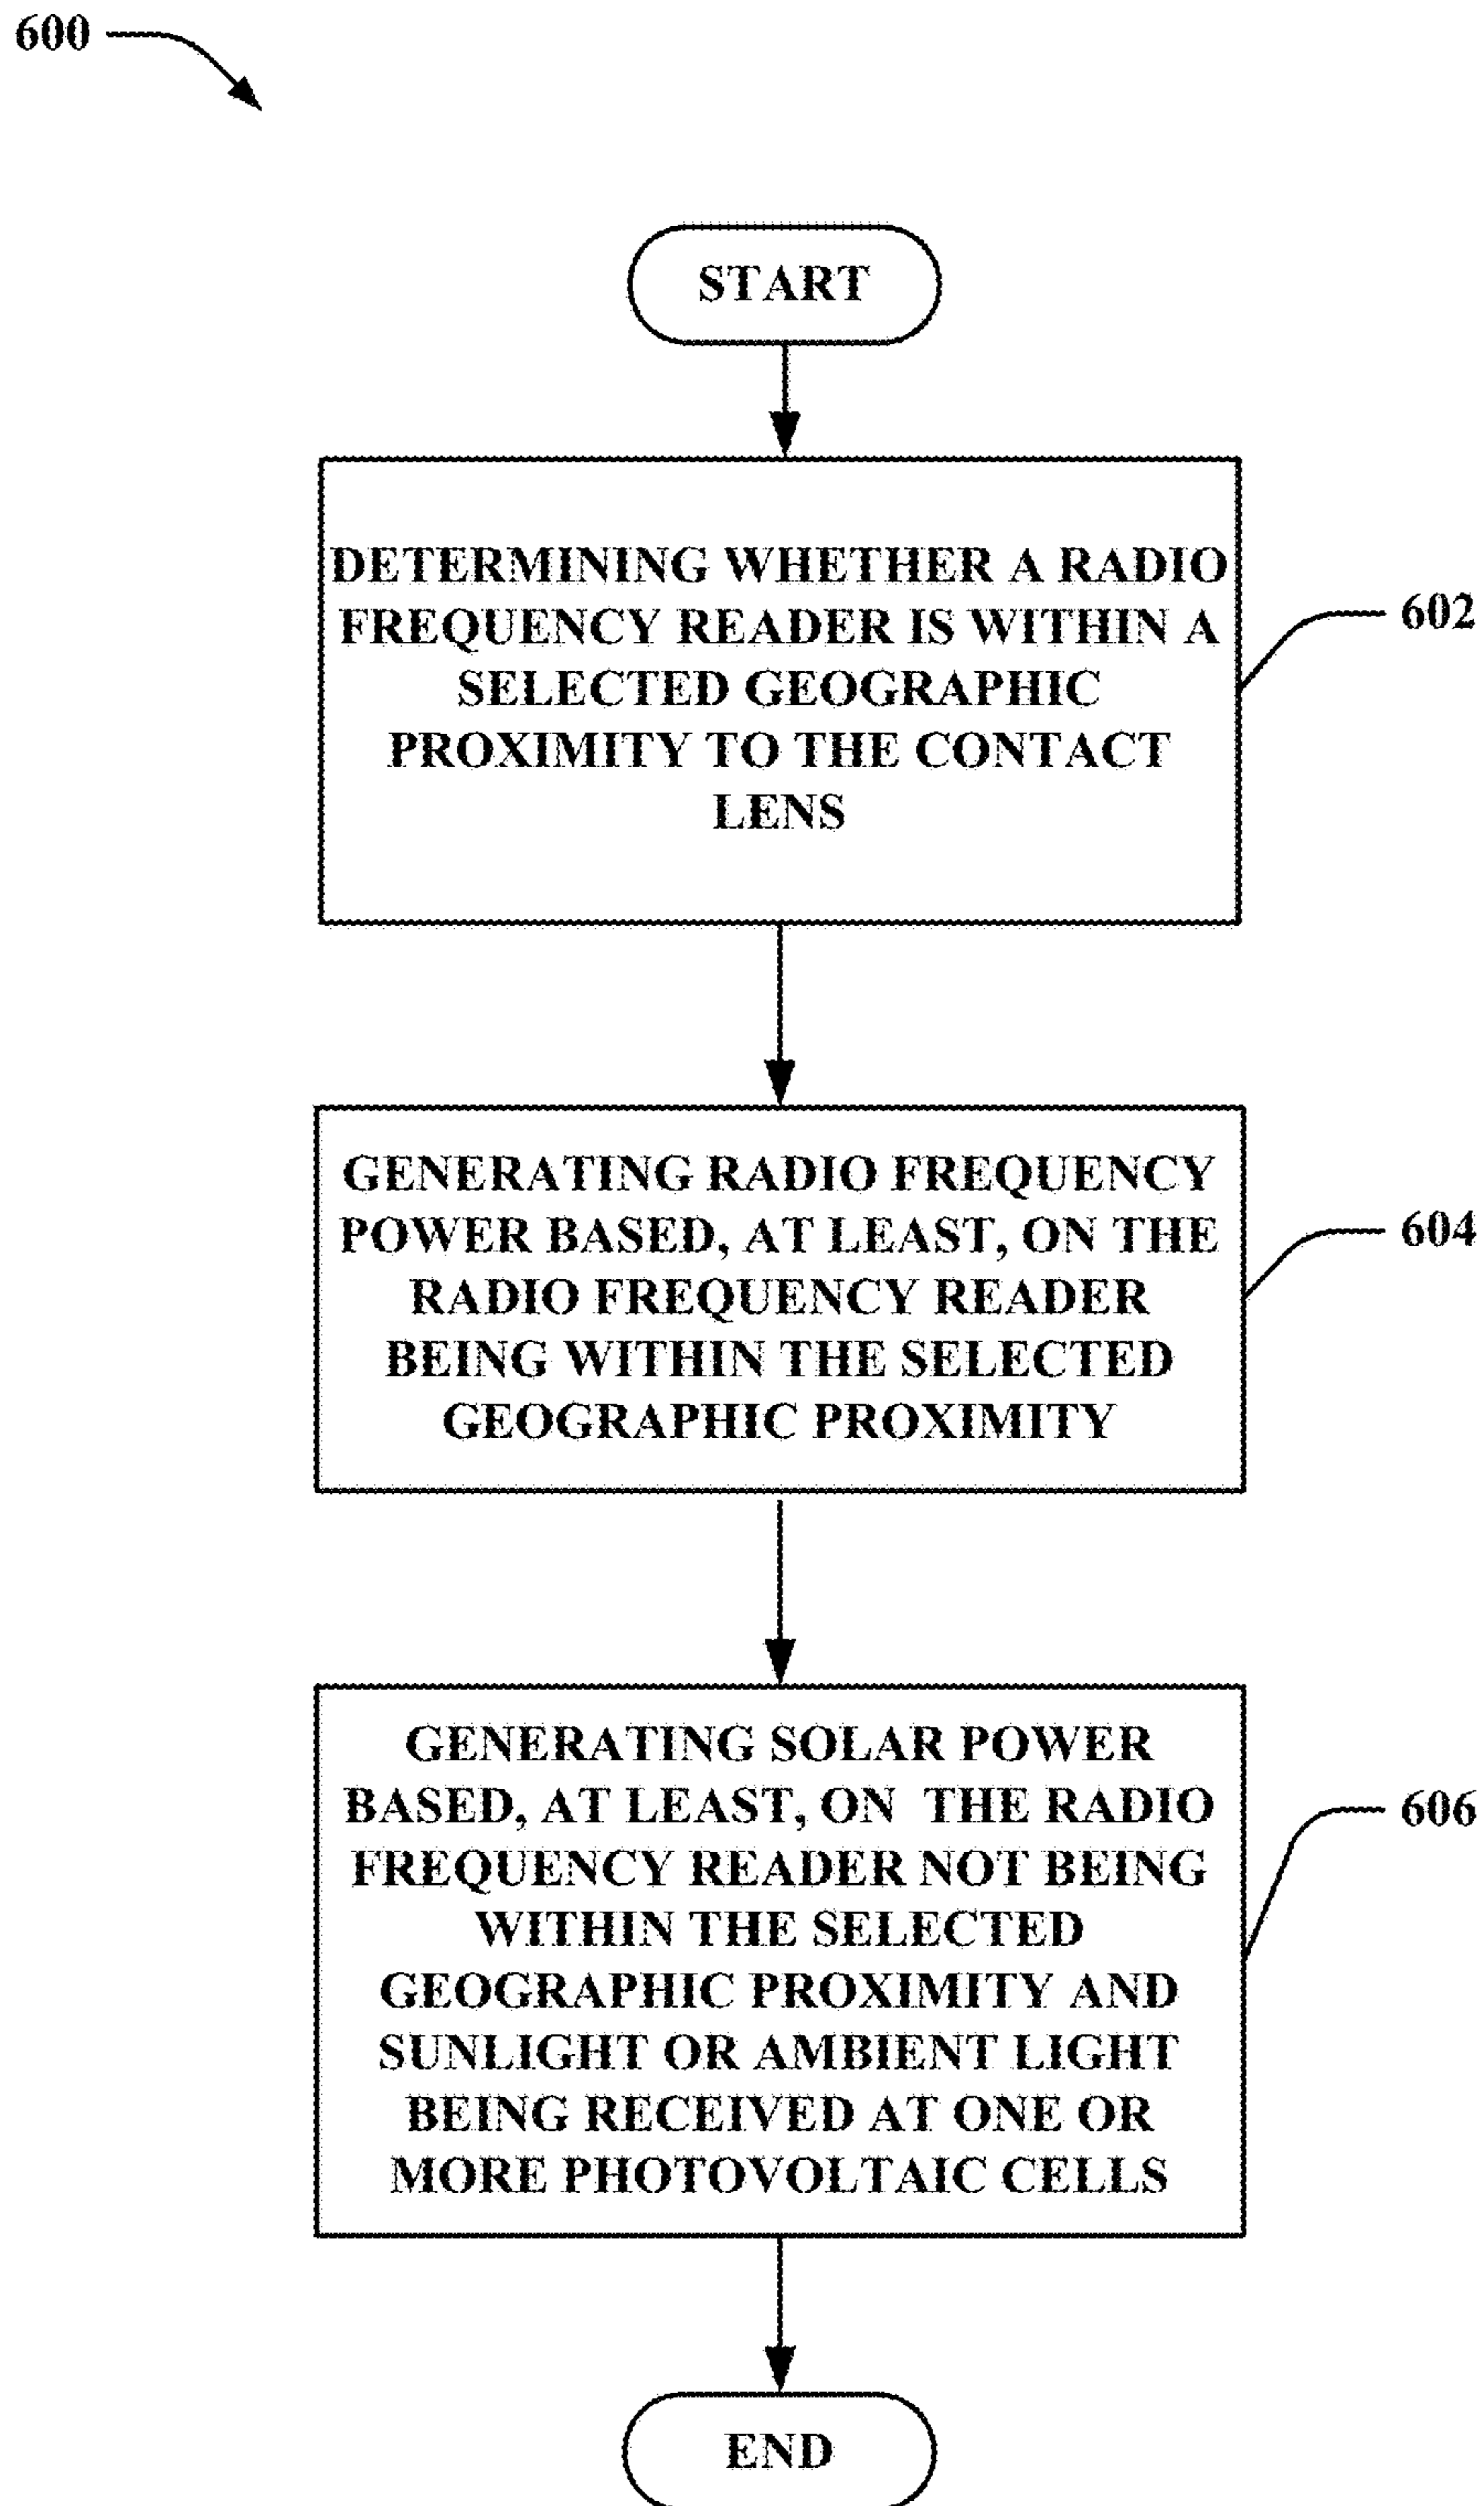 600
START
DETERMINING WHETHER A RADIO
FREQUENCY READER IS WITHIN A
SELECTED GEOGRAPHIC
PROXIMITY TO THE CONTACT
LENS
602
GENERATING RADIO FREQUENCY
POWER BASED, AT LEAST, ON THE
RADIO FREQUENCY READER
BEING WITHIN THE SELECTED
GEOGRAPHIC PROXIMITY
604
GENERATING SOLAR POWER
BASED, AT LEAST, ON THE RADIO
FREQUENCY READER NOT BEING
WITHIN THE SELECTED
GEOGRAPHIC PROXIMITY AND
SUNLIGHT OR AMBIENT LIGHT
BEING RECEIVED AT ONE OR
MORE PHOTOVOLTAIC CELLS
606
END